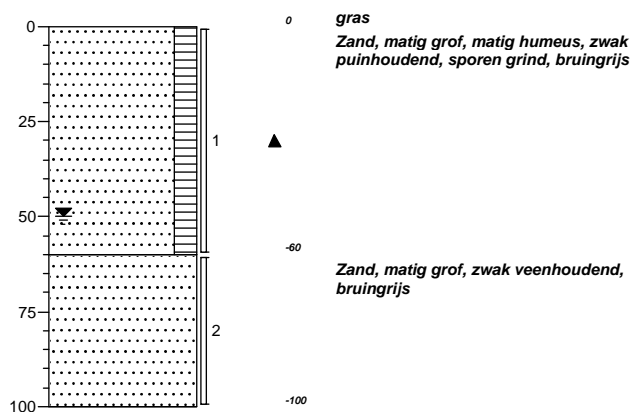 0
25
50
75
100
1
2
0
gras
Zand, matig grof, matig humeus, zwak
puinhoudend, sporen grind, bruingrijs
-60
Zand, matig grof, zwak veenhoudend,
bruingrijs
-100